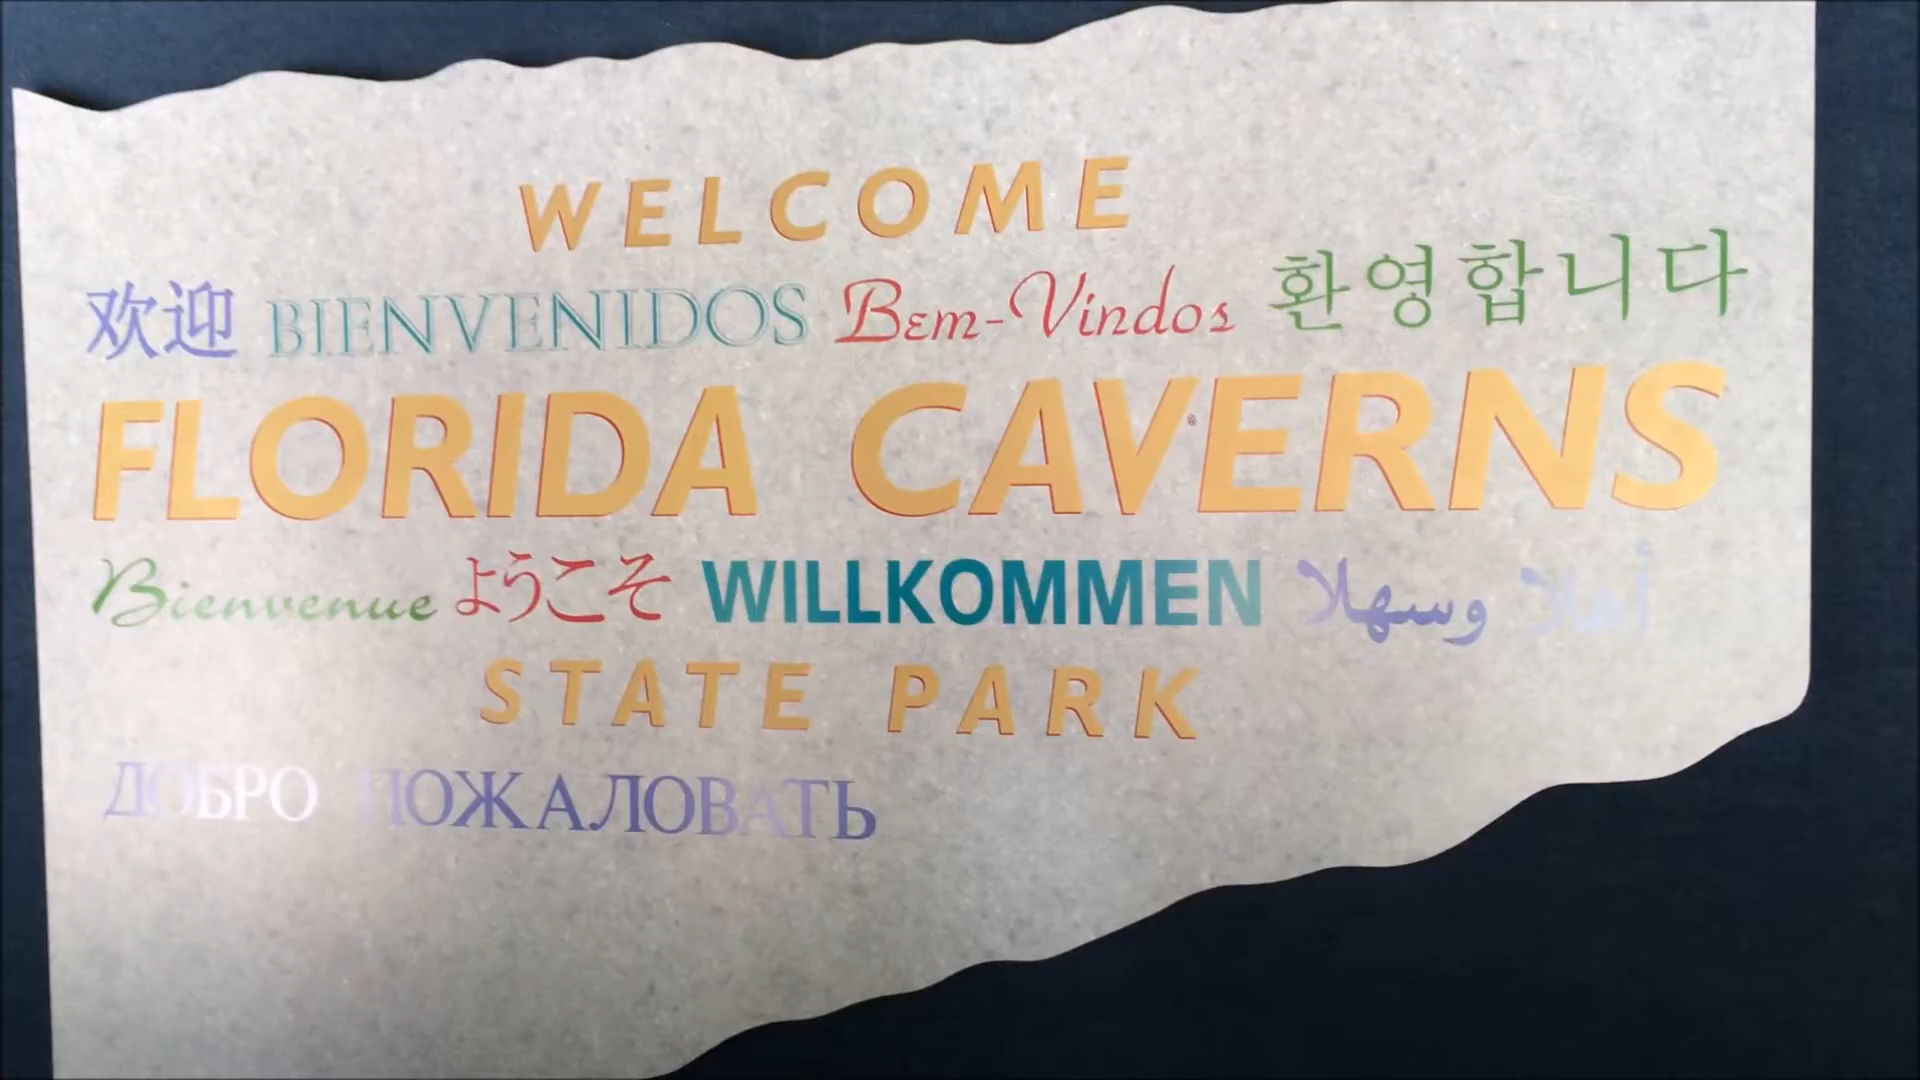 WELCOME
欢迎 BIENVENIDOS Bem-Vindos 환영합니다
FLORIDA CAVERNS
Bienvenue ようこそ WILLKOMMEN أهلا وسهلا
STATE PARK
ДОБРО ПОЖАЛОВАТЬ